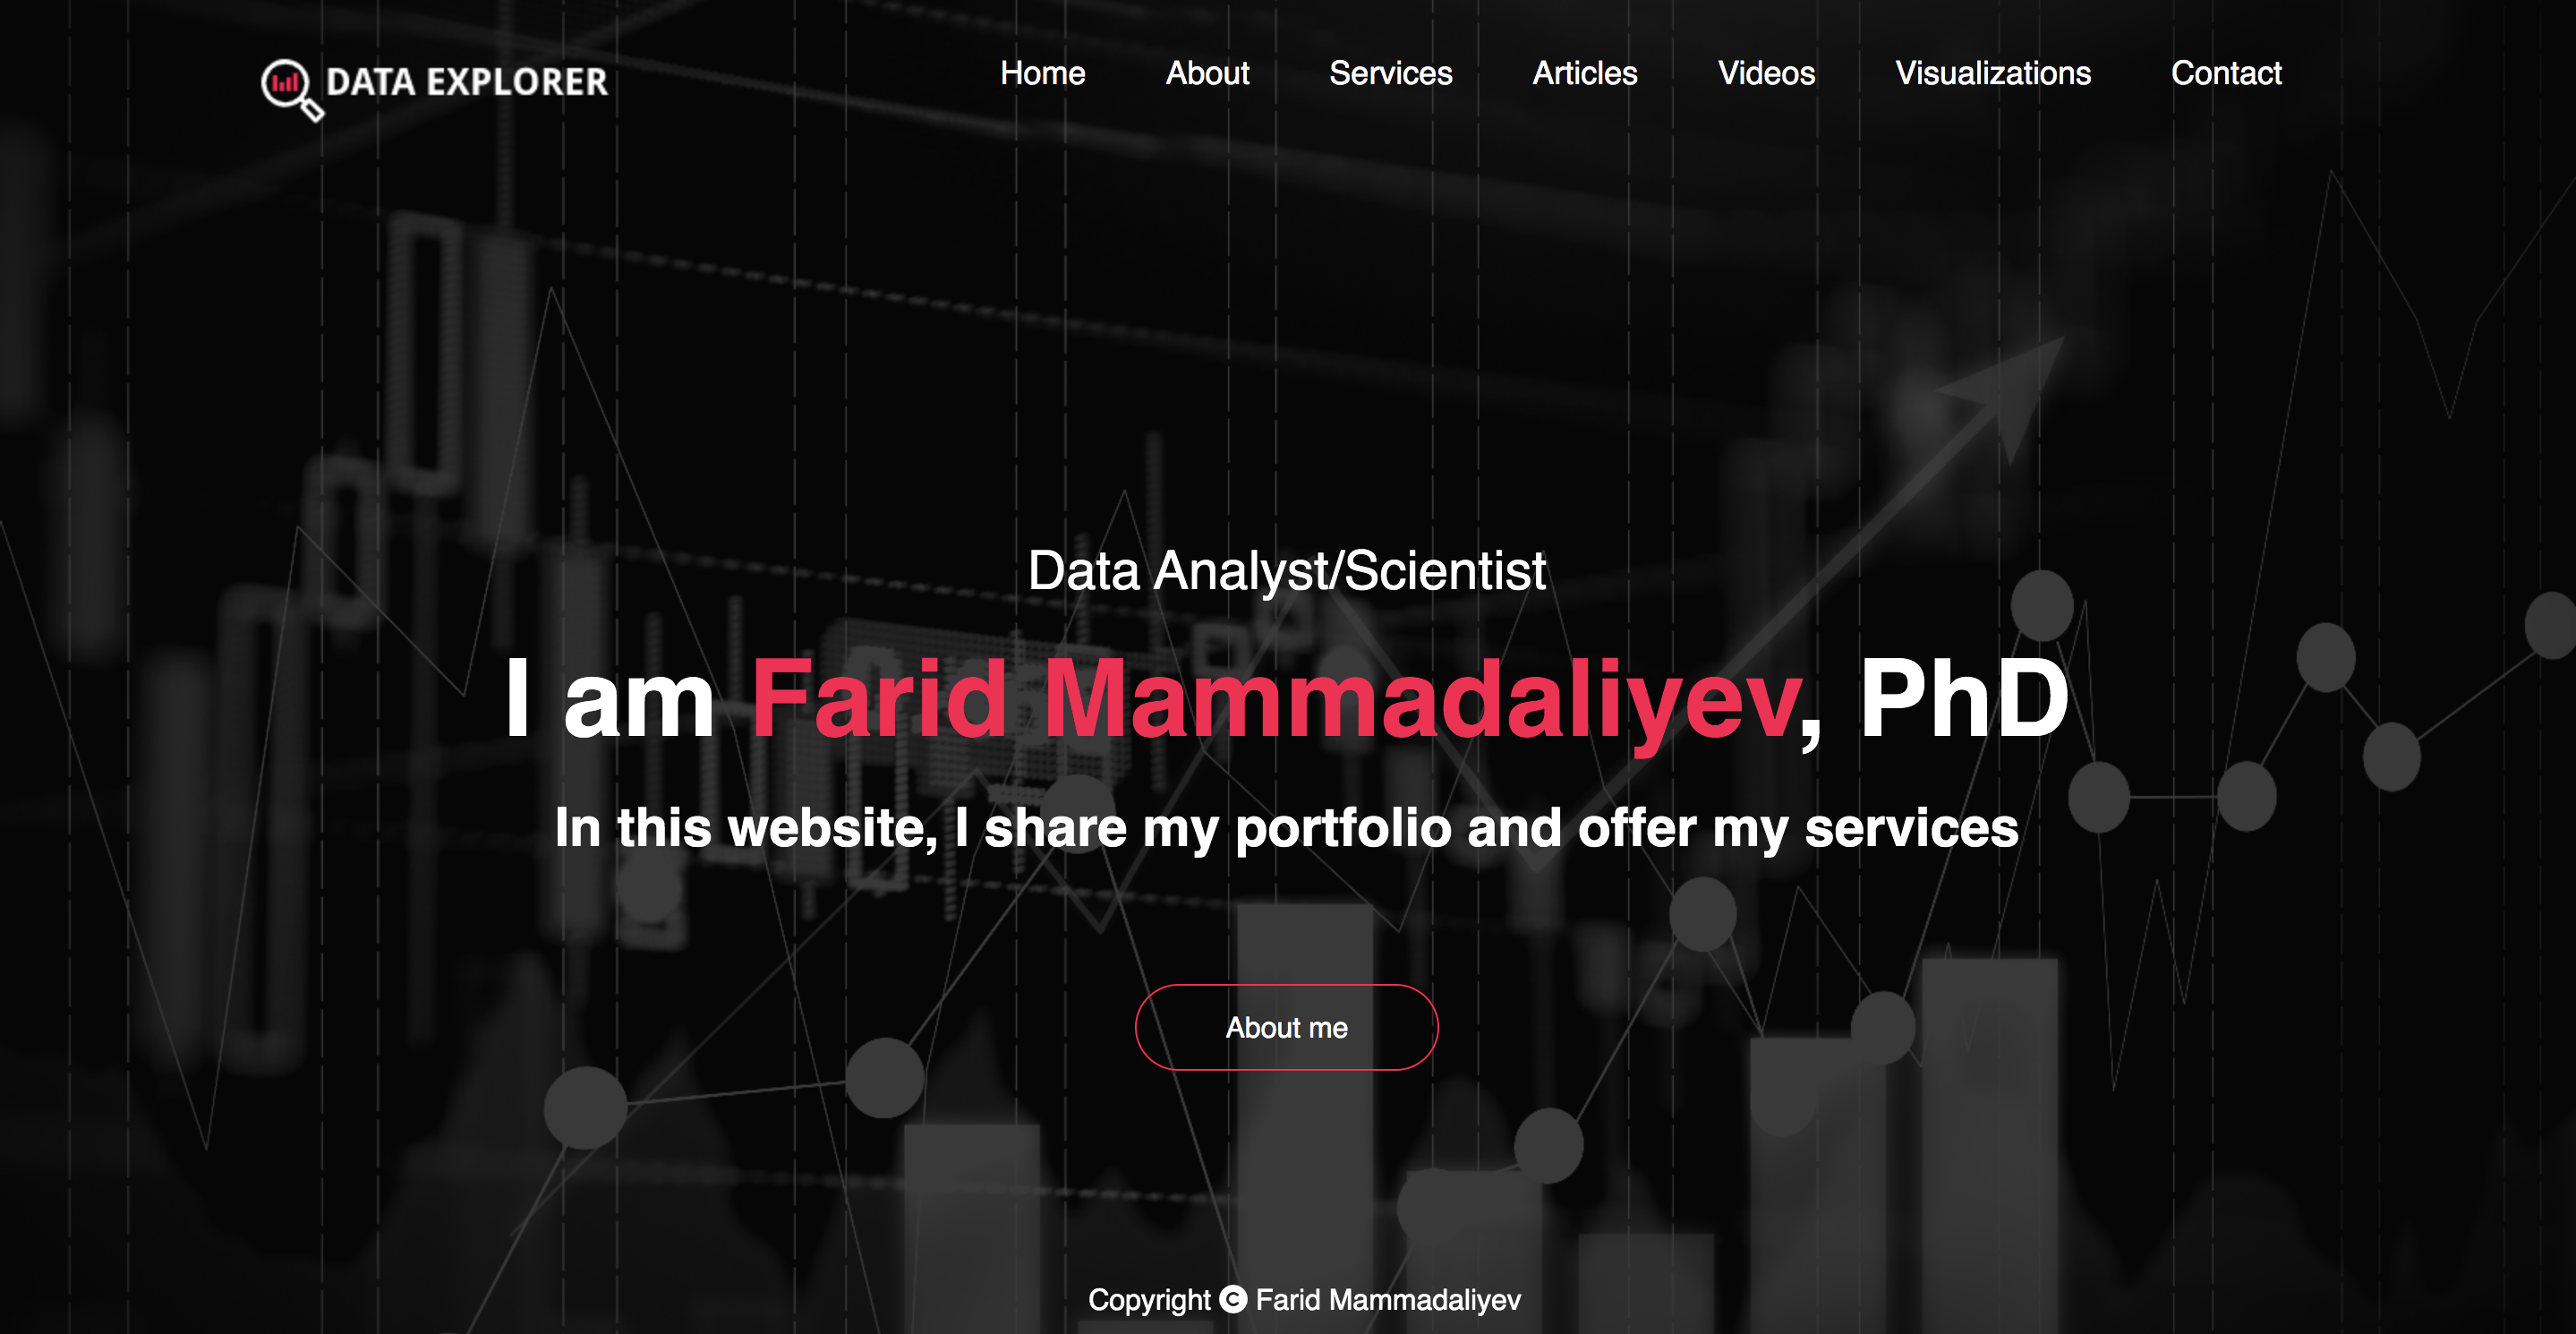 DATA EXPLORER
Home About Services Articles Videos Visualizations Contact
Data Analyst/Scientist
I am Farid Mammadaliyev, PhD
In this website, I share my portfolio and offer my services
About me
Copyright © Farid Mammadaliyev